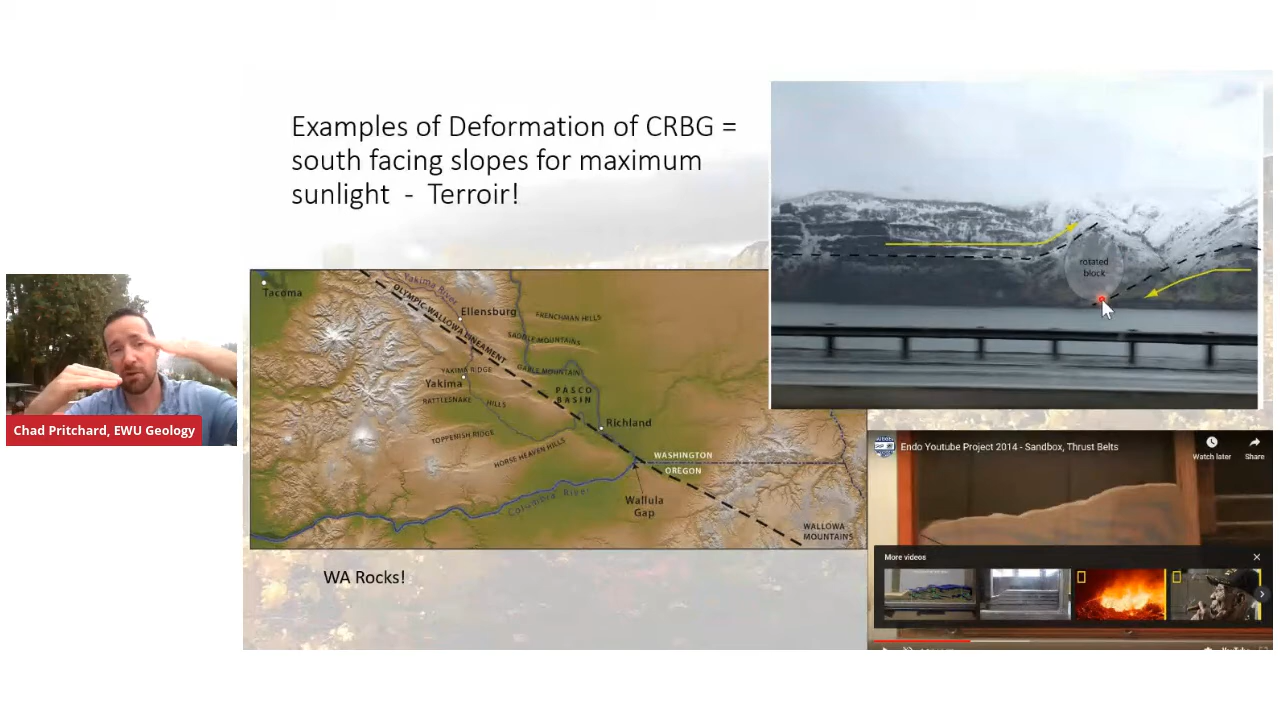 Examples of Deformation of CRBG =
south facing slopes for maximum
sunlight - Terroir!
rotated
block
Tacoma
Yakima River
Ellensburg
OLYMPIC-WALLOWA LINEAMENT
FRENCHMAN HILLS
SADDLE MOUNTAINS
YAKIMA RIDGE
GABLE MOUNTAIN
Yakima
PASCO
BASIN
RATTLESNAKE HILLS
Richland
TOPPENISH RIDGE
HORSE HEAVEN HILLS
WASHINGTON
OREGON
Columbia River
Wallula
Gap
WALLOWA
MOUNTAINS
Chad Pritchard, EWU Geology
Endo Youtube Project 2014 - Sandbox, Thrust Belts
Watch later
Share
More videos
WA Rocks!